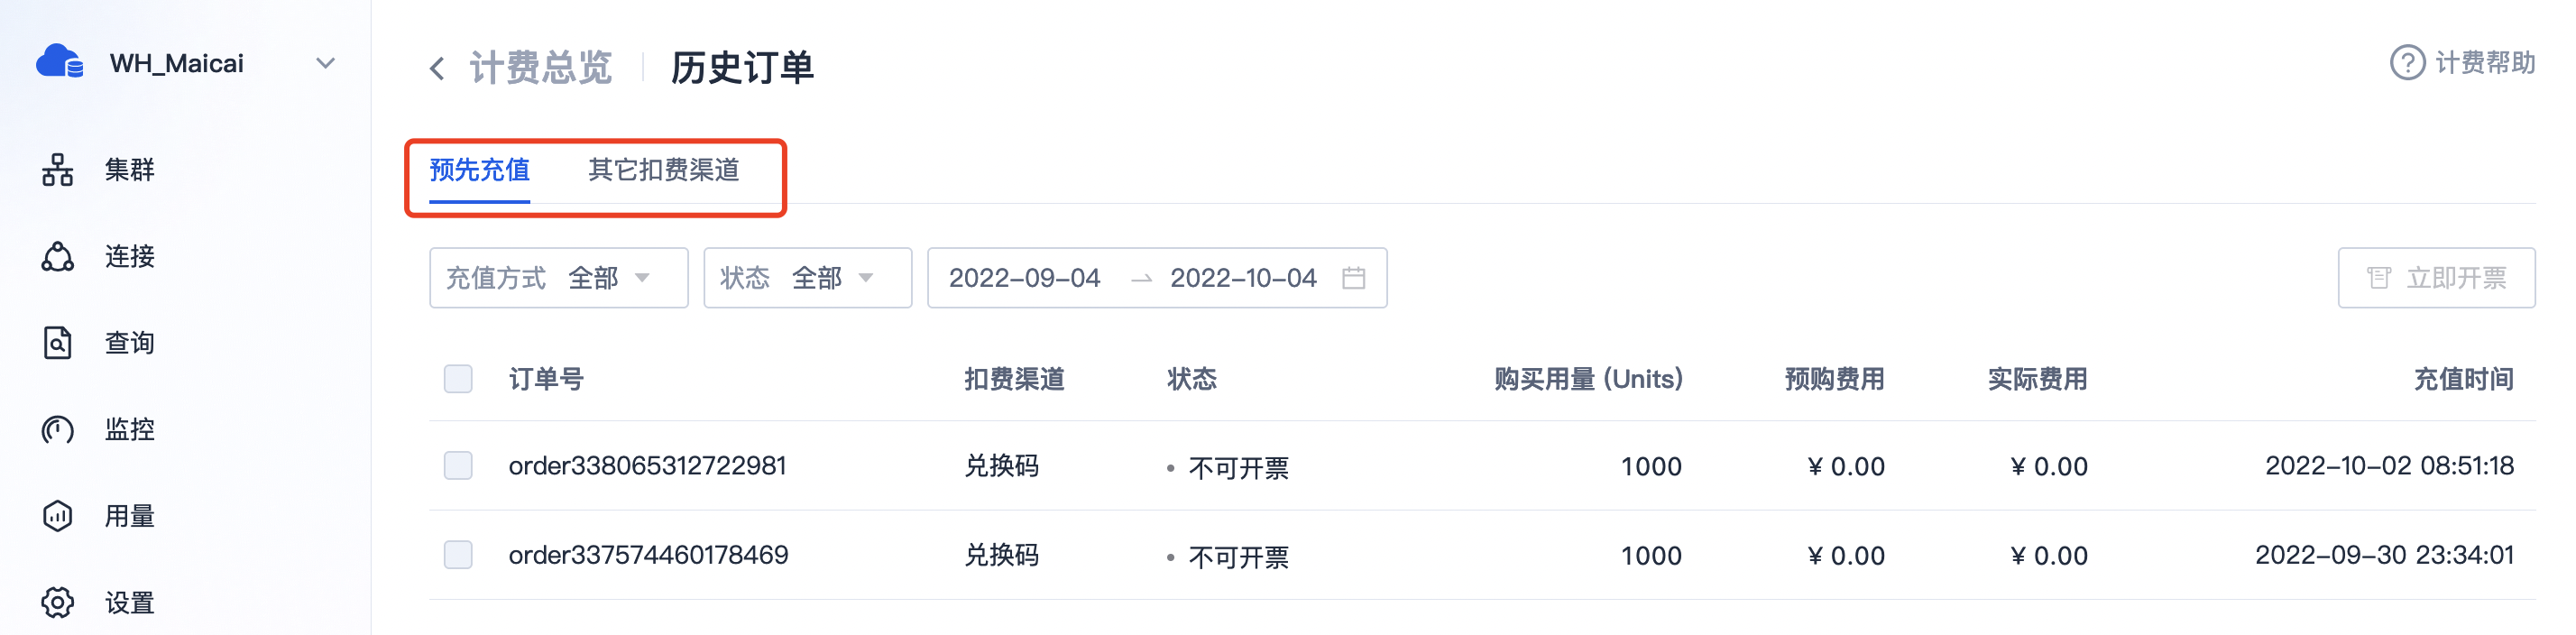 WH_Maicai
集群
连接
查询
监控
用量
设置
计费总览 历史订单
计费帮助
预先充值 其它扣费渠道
充值方式 全部 状态 全部 2022-09-04 → 2022-10-04 立即开票
订单号 扣费渠道 状态 购买用量 (Units) 预购费用 实际费用 充值时间
order338065312722981 兑换码 • 不可开票 1000 ¥ 0.00 ¥ 0.00 2022-10-02 08:51:18
order337574460178469 兑换码 • 不可开票 1000 ¥ 0.00 ¥ 0.00 2022-09-30 23:34:01